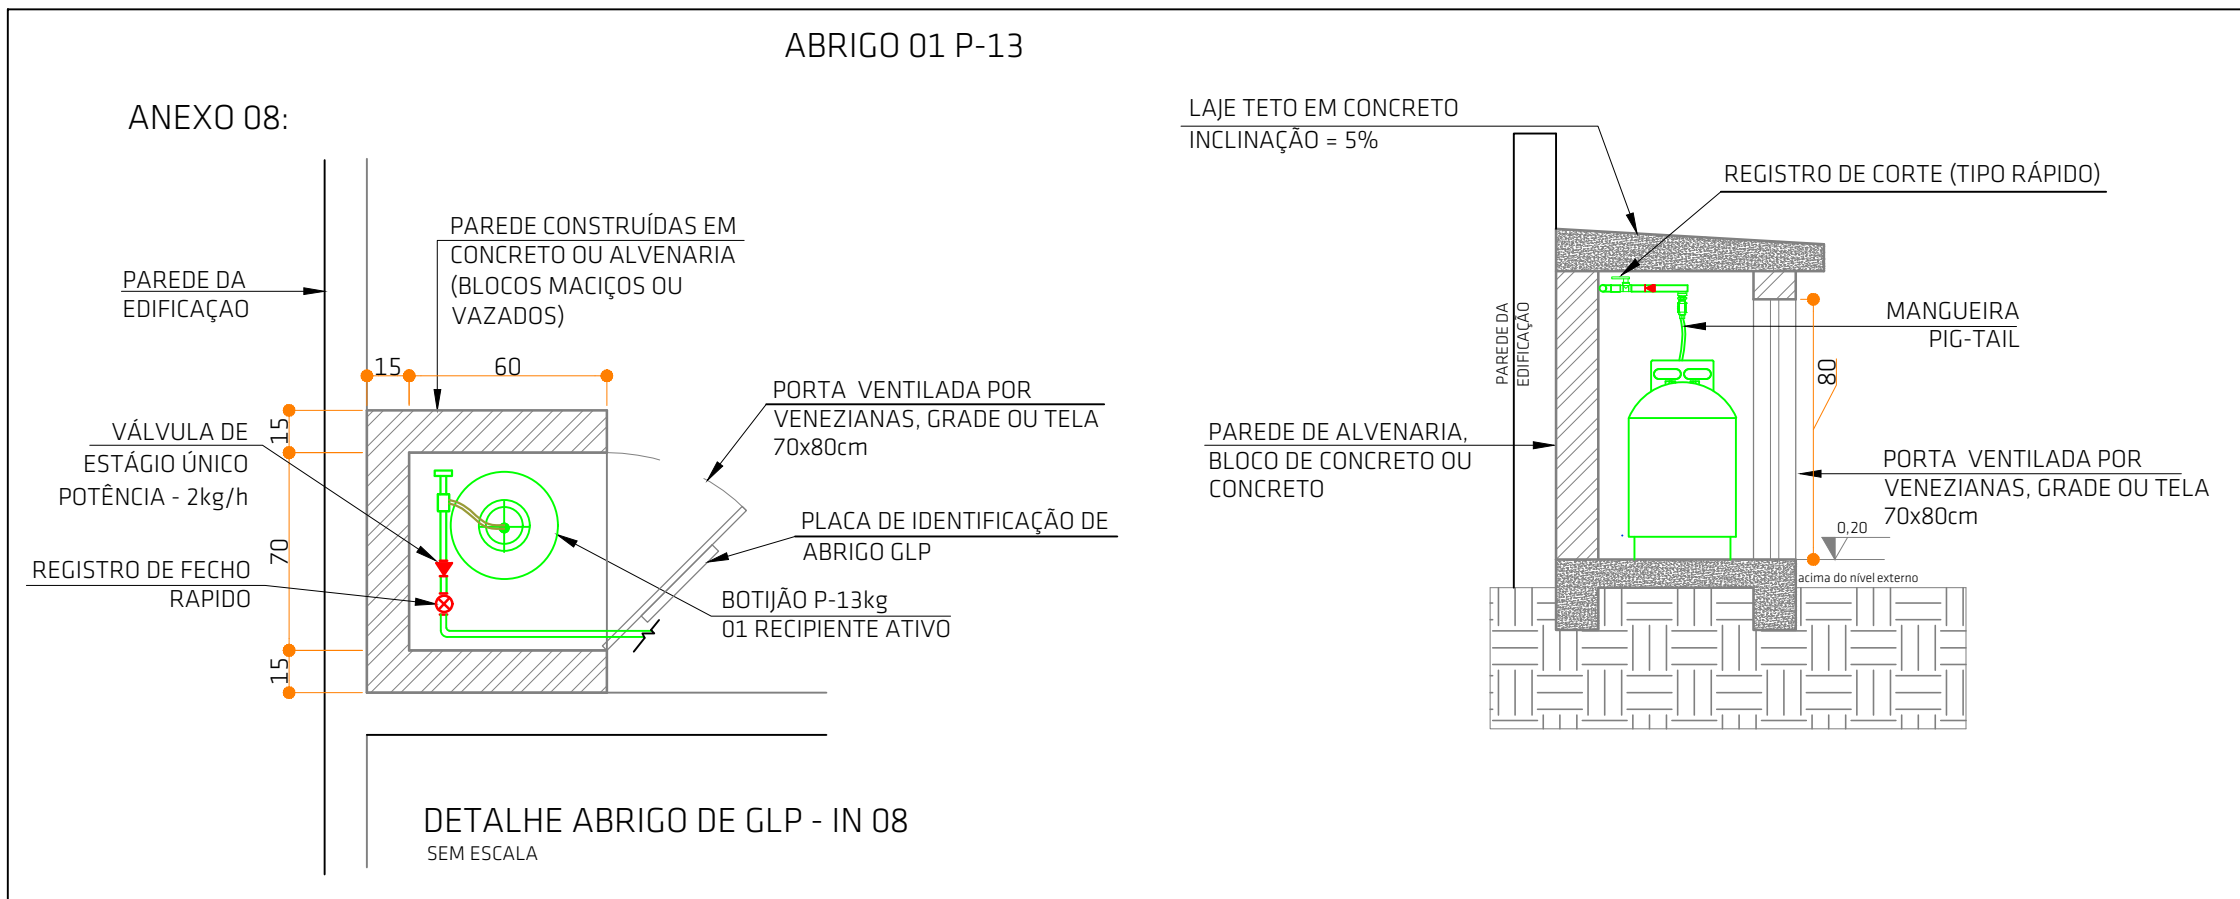 ABRIGO 01 P-13
ANEXO 08:
PAREDE DA
EDIFICAÇAO
PAREDE CONSTRUÍDAS EM
CONCRETO OU ALVENARIA
(BLOCOS MACIÇOS OU
VAZADOS)
15
60
15
70
15
VÁLVULA DE
ESTÁGIO ÚNICO
POTÊNCIA - 2kg/h
REGISTRO DE FECHO
RAPIDO
PORTA VENTILADA POR
VENEZIANAS, GRADE OU TELA
70x80cm
PLACA DE IDENTIFICAÇÃO DE
ABRIGO GLP
BOTIJÃO P-13kg
01 RECIPIENTE ATIVO
DETALHE ABRIGO DE GLP - IN 08
SEM ESCALA
LAJE TETO EM CONCRETO
INCLINAÇÃO = 5%
REGISTRO DE CORTE (TIPO RÁPIDO)
PAREDE DA
EDIFICAÇÃO
MANGUEIRA
PIG-TAIL
80
PAREDE DE ALVENARIA,
BLOCO DE CONCRETO OU
CONCRETO
PORTA VENTILADA POR
VENEZIANAS, GRADE OU TELA
70x80cm
0,20
acima do nível externo